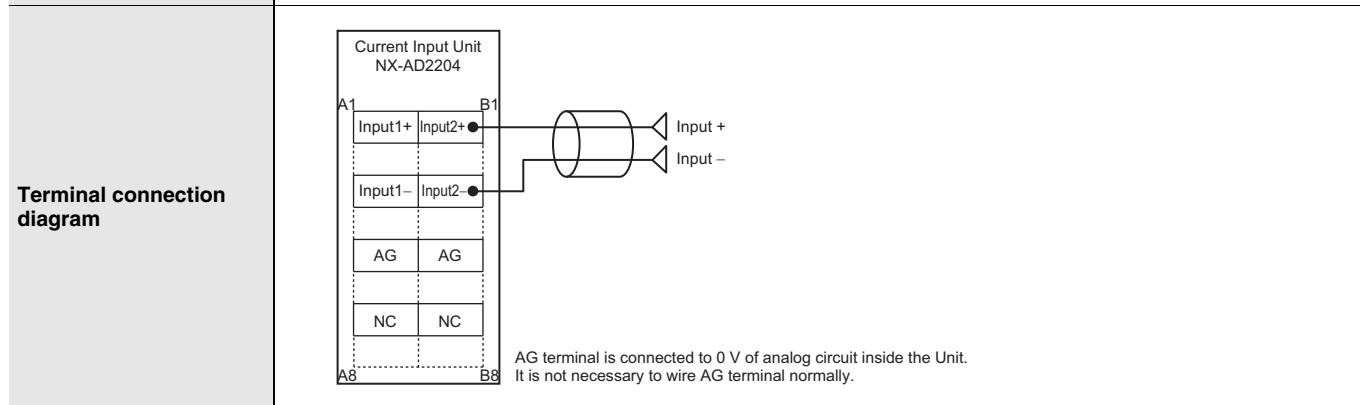 Terminal connection
diagram
Current Input Unit
NX-AD2204
A1 B1
Input1+ Input2+
Input +
Input –
Input1– Input2–
AG AG
NC NC
A8 B8
AG terminal is connected to 0 V of analog circuit inside the Unit.
It is not necessary to wire AG terminal normally.